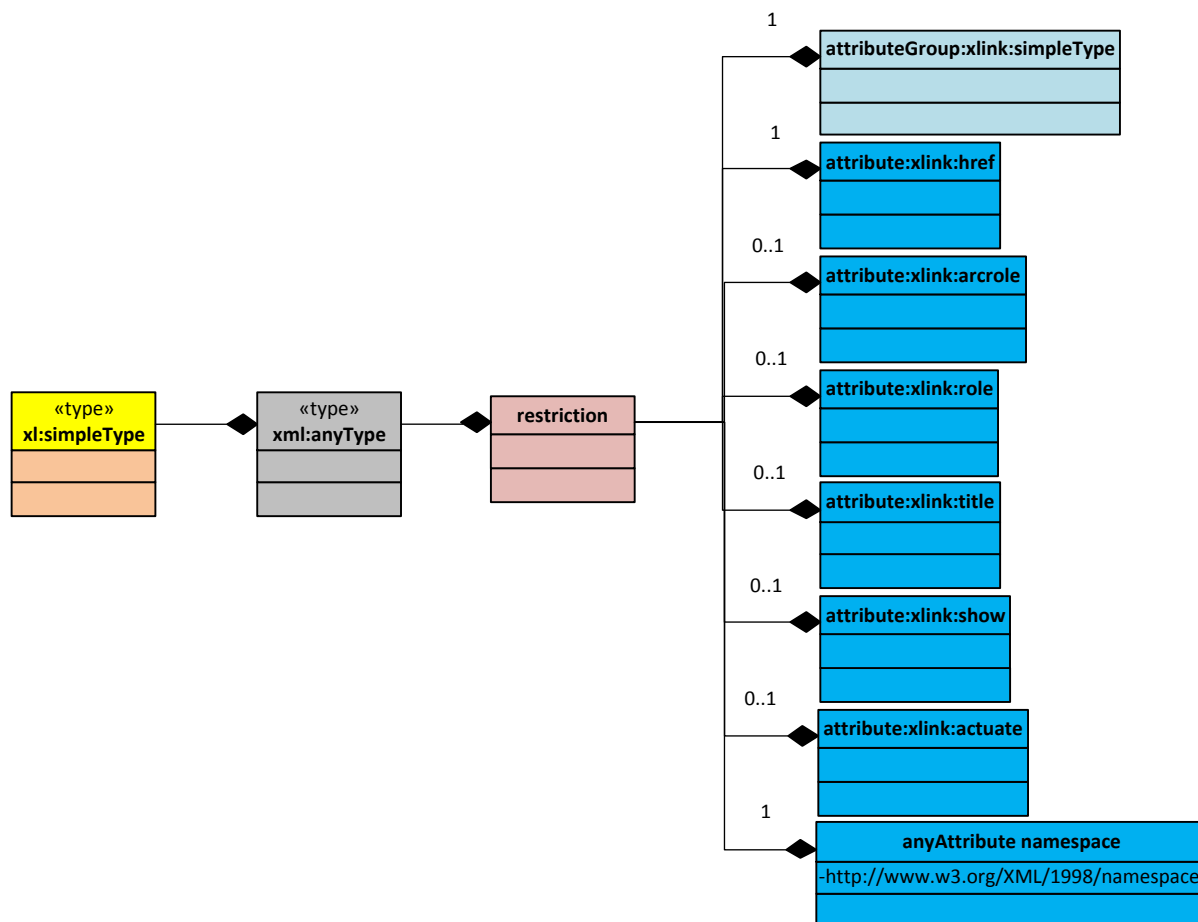 1
attributeGroup:xlink:simpleType
1
attribute:xlink:href
0..1
attribute:xlink:arcrole
0..1
attribute:xlink:role
«type»
xl:simpleType
«type»
xml:anyType
restriction
0..1
attribute:xlink:title
0..1
attribute:xlink:show
0..1
attribute:xlink:actuate
1
anyAttribute namespace
-http://www.w3.org/XML/1998/namespace